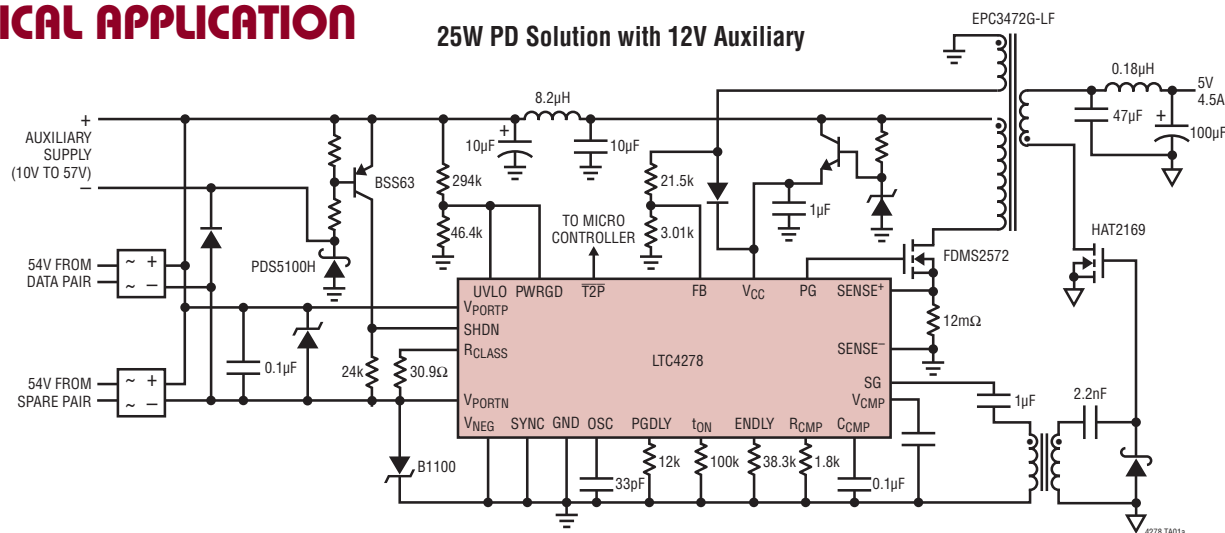 ICAL APPLICATION
25W PD Solution with 12V Auxiliary
EPC3472G-LF
+
AUXILIARY
SUPPLY
(10V TO 57V)
–
8.2µH
+
10µF
10µF
0.18µH
5V
4.5A
47µF
+
100µF
BSS63
294k
46.4k
21.5k
3.01k
1µF
TO MICRO
CONTROLLER
PDS5100H
FDMS2572
HAT2169
54V FROM
DATA PAIR
~ +
~ –
54V FROM
SPARE PAIR
~ +
~ –
0.1µF
24k
30.9Ω
12mΩ
UVLO PWRGD T2P FB VCC PG SENSE+
VPORTP
SHDN
RCLASS
LTC4278
SENSE–
SG
VCMP
VPORTN
VNEG SYNC GND OSC PGDLY tON ENDLY RCMP CCMP
1µF
2.2nF
B1100
33pF
12k
100k
38.3k
1.8k
0.1µF
4278 TA01a